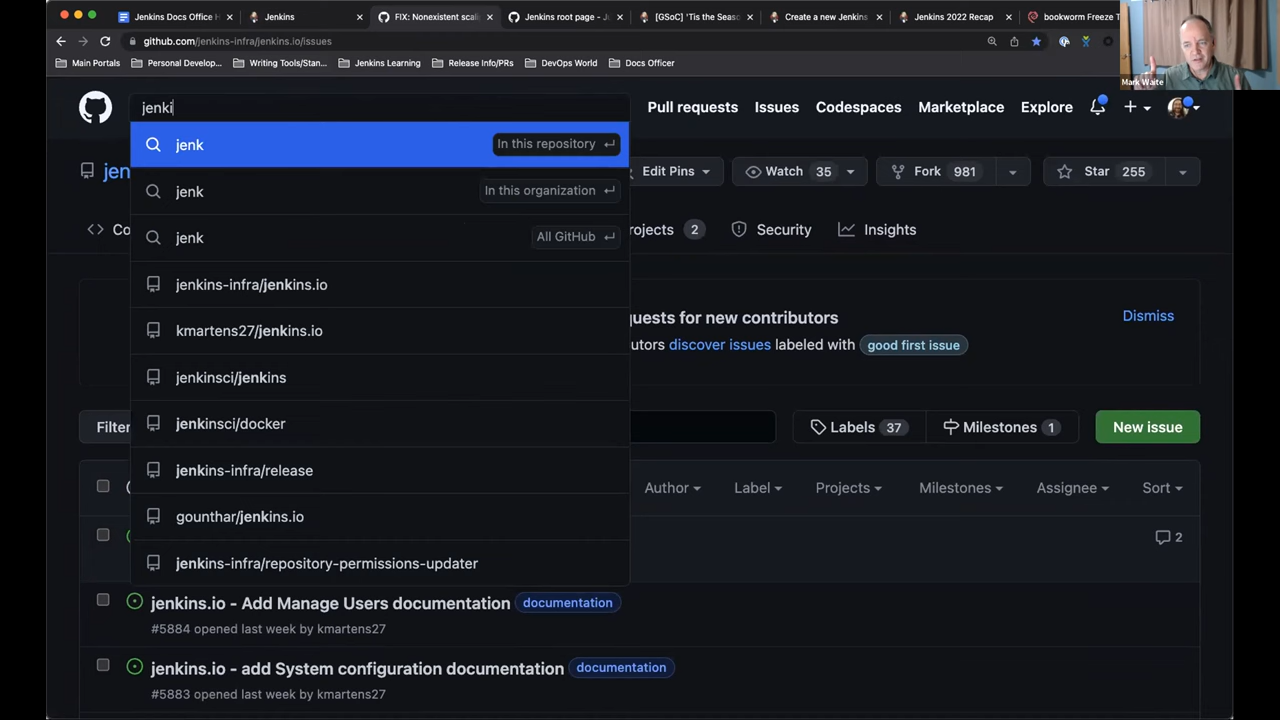 Jenkins Docs Office H
Jenkins
FIX: Nonexistent scali
Jenkins root page - J
[GSoC] 'Tis the Seas
Create a new Jenkins
Jenkins 2022 Recap
bookworm Freeze T
github.com/jenkins-infra/jenkins.io/issues
Main Portals
Personal Develop...
Writing Tools/Stan...
Jenkins Learning
Release Info/PRs
DevOps World
Docs Officer
Mark Waite
jenki
Pull requests
Issues
Codespaces
Marketplace
Explore
jenk
In this repository
jen
Edit Pins
Watch 35
Fork 981
Star 255
jenk
In this organization
Co
rojects 2
Security
Insights
jenk
All GitHub
jenkins-infra/jenkins.io
quests for new contributors
Dismiss
kmartens27/jenkins.io
utors discover issues labeled with good first issue
jenkinsci/jenkins
jenkinsci/docker
Filter
Labels 37
Milestones 1
New issue
jenkins-infra/release
Author
Label
Projects
Milestones
Assignee
Sort
gounthar/jenkins.io
2
jenkins-infra/repository-permissions-updater
jenkins.io - Add Manage Users documentation documentation
#5884 opened last week by kmartens27
jenkins.io - add System configuration documentation documentation
#5883 opened last week by kmartens27